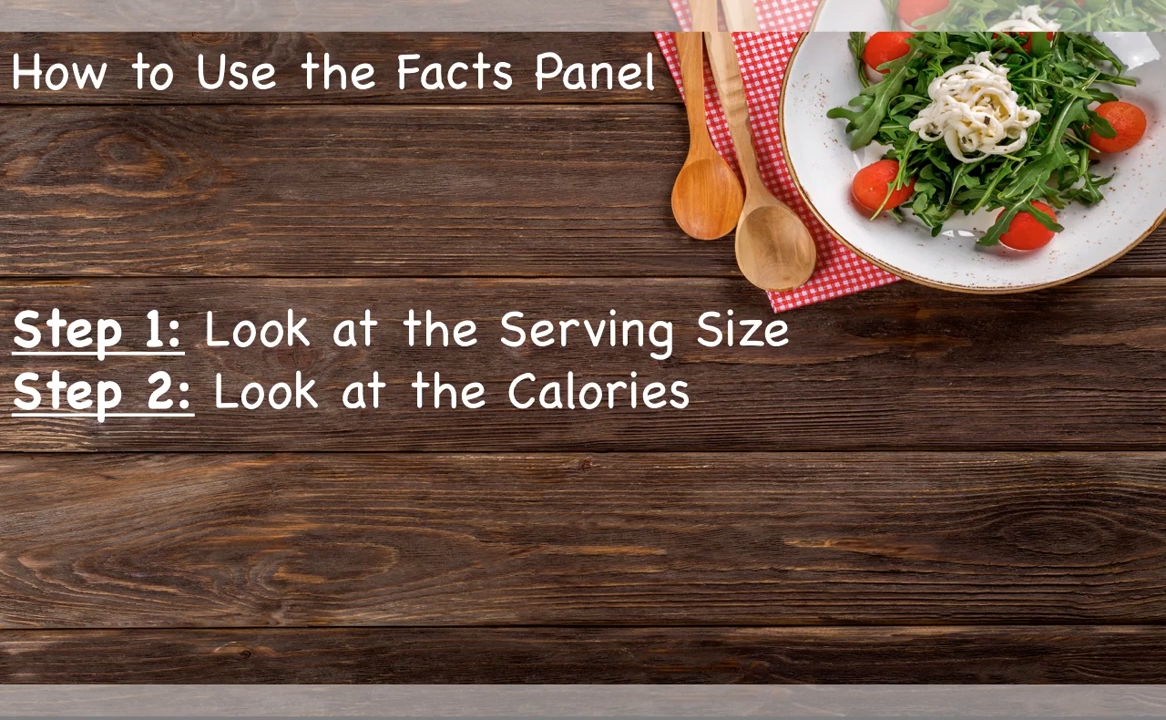 How to Use the Facts Panel
Step 1: Look at the Serving Size
Step 2: Look at the Calories